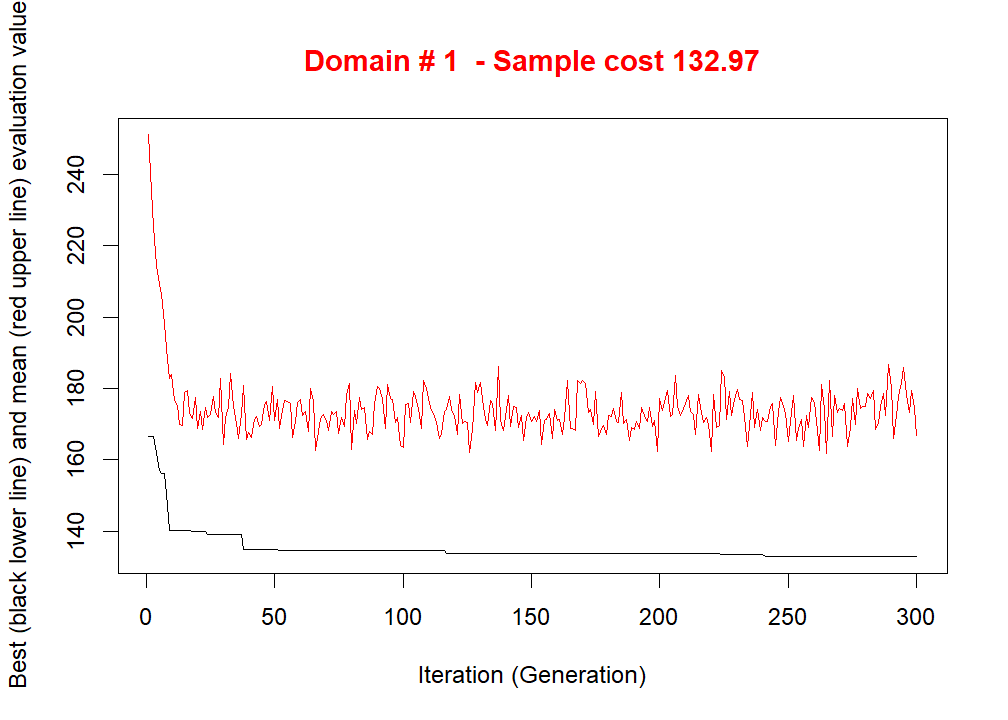 Domain # 1  - Sample cost 132.97
Best (black lower line) and mean (red upper line) evaluation value
240
220
200
180
160
140
0 50 100 150 200 250 300
Iteration (Generation)